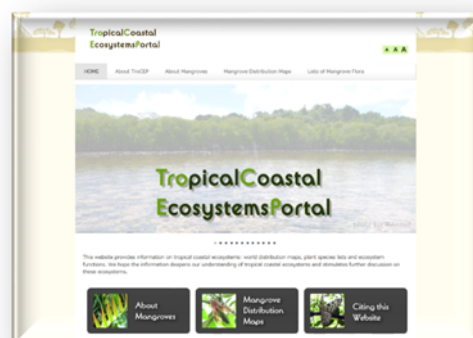 TropicalCoastal
EcosystemsPortal
A A A
HOME About TroCEP About Mangroves Mangrove Distribution Maps Lists of Mangrove Flora
TropicalCoastal
EcosystemsPortal
This website provides information on tropical coastal ecosystems: world distribution maps, plant species lists and ecosystem
functions. We hope the information deepens our understanding of tropical coastal ecosystems and stimulates further discussion on
these ecosystems.
About
Mangroves
Mangrove
Distribution
Maps
Citing this
Website